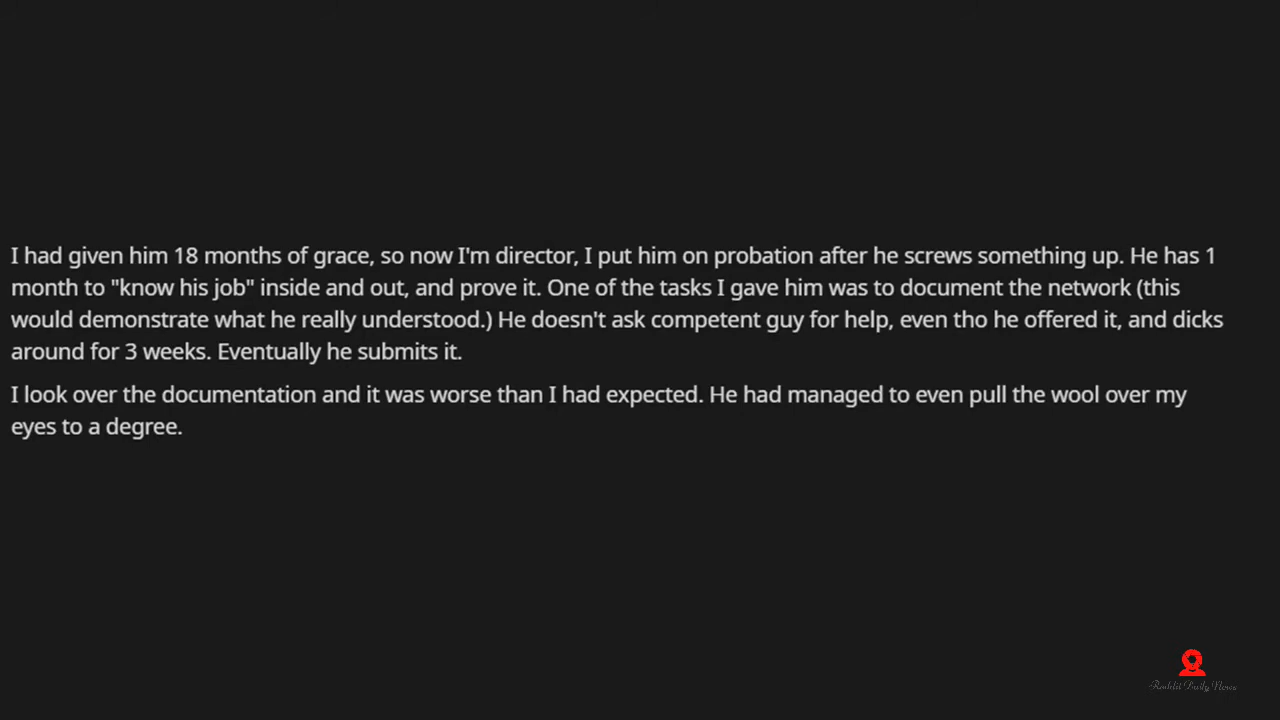 I had given him 18 months of grace, so now I'm director, I put him on probation after he screws something up. He has 1
month to "know his job" inside and out, and prove it. One of the tasks I gave him was to document the network (this
would demonstrate what he really understood.) He doesn't ask competent guy for help, even tho he offered it, and dicks
around for 3 weeks. Eventually he submits it.
I look over the documentation and it was worse than I had expected. He had managed to even pull the wool over my
eyes to a degree.
Reddit Daily News